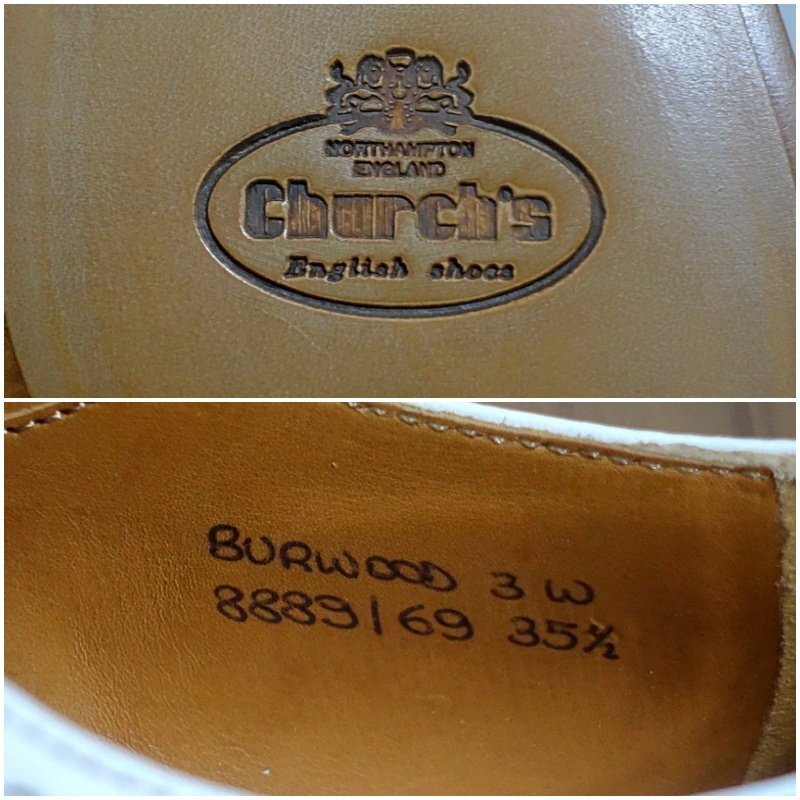 NORTHAMPTON
ENGLAND
Church's
English shoes
BURWOOD 3 W
8889/69 35½